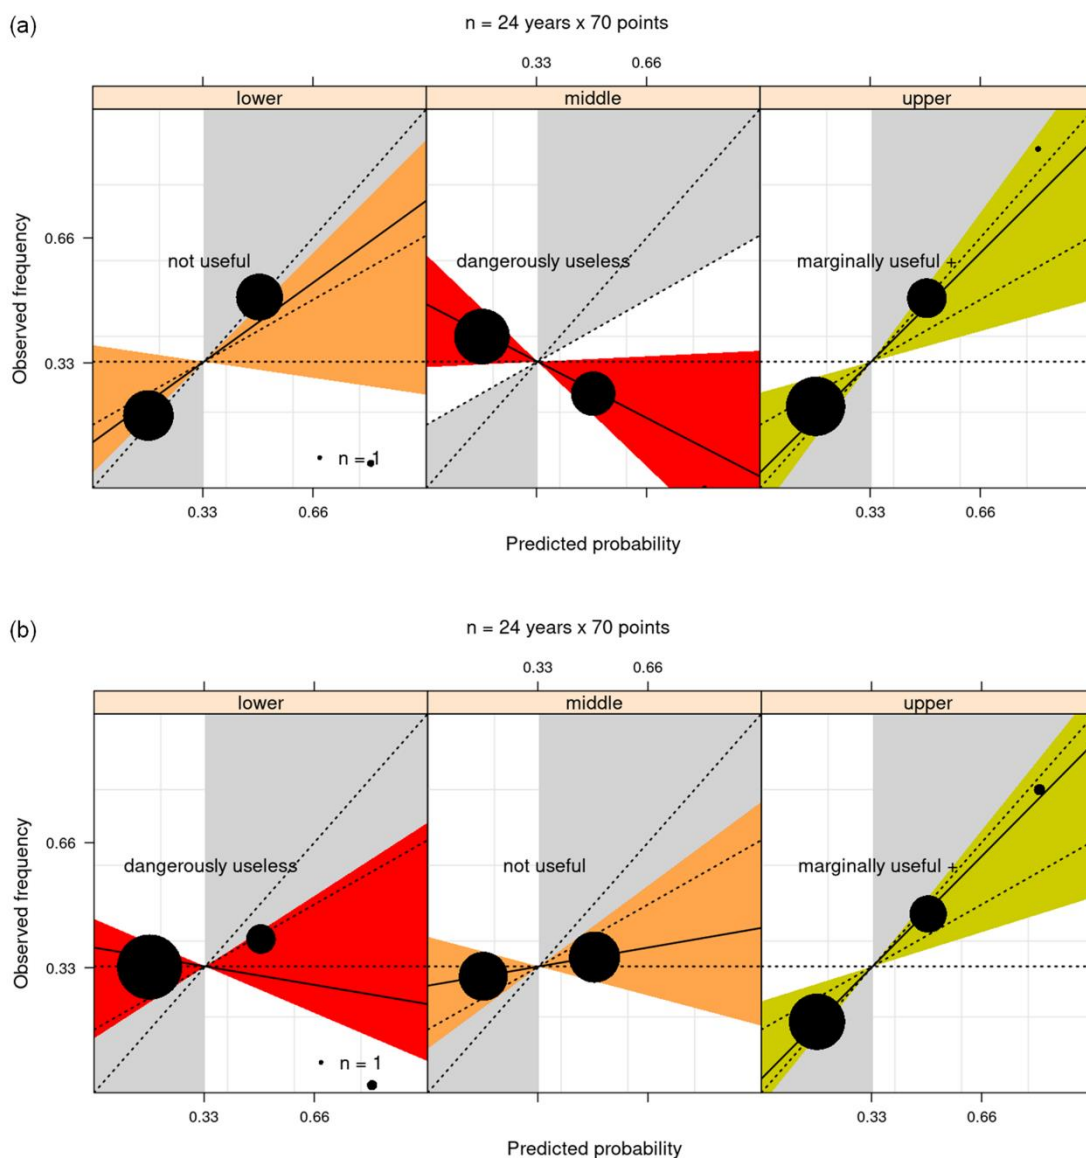 (a)
n = 24 years x 70 points
0.33 0.66
lower middle upper
Observed frequency
0.66
0.33
not useful
dangerously useless
marginally useful +
n = 1
0.33 0.66 0.33 0.66
Predicted probability
(b)
n = 24 years x 70 points
0.33 0.66
lower middle upper
Observed frequency
0.66
0.33
dangerously useless
not useful
marginally useful +
n = 1
0.33 0.66 0.33 0.66
Predicted probability